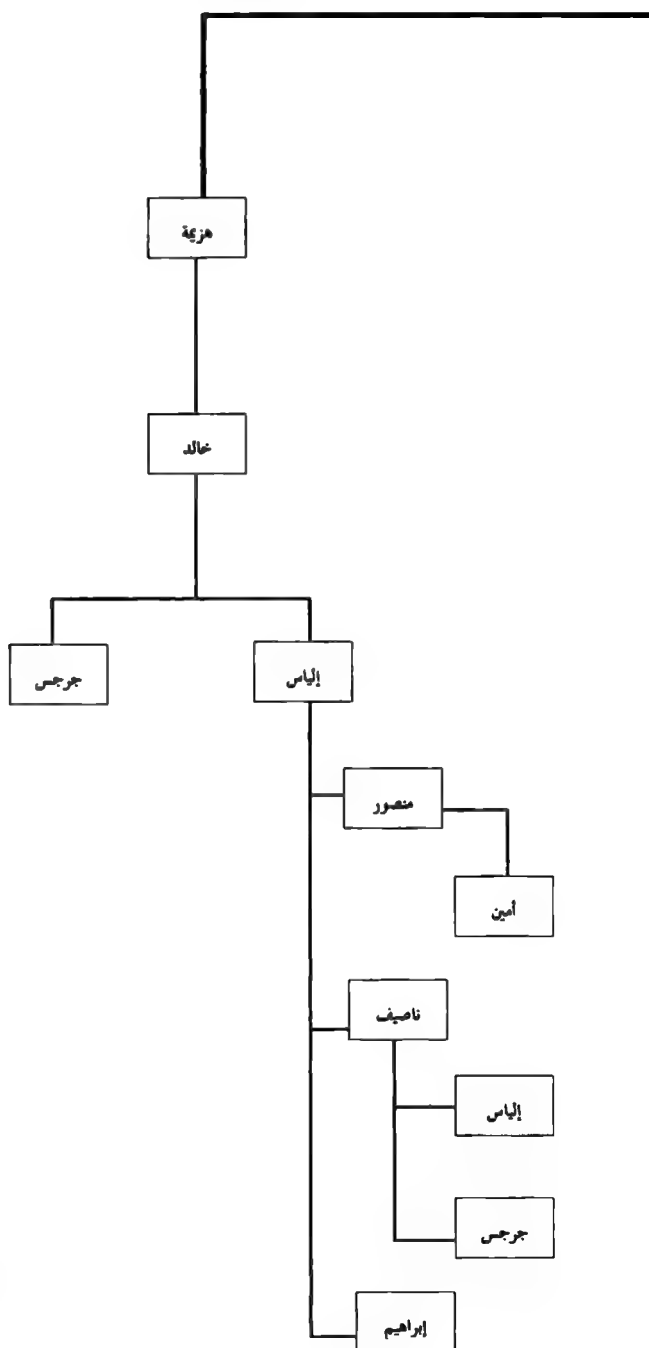 هزيمة
خالد
إلياس
جرجس
منصور
أمين
ناصيف
إلياس
جرجس
إبراهيم